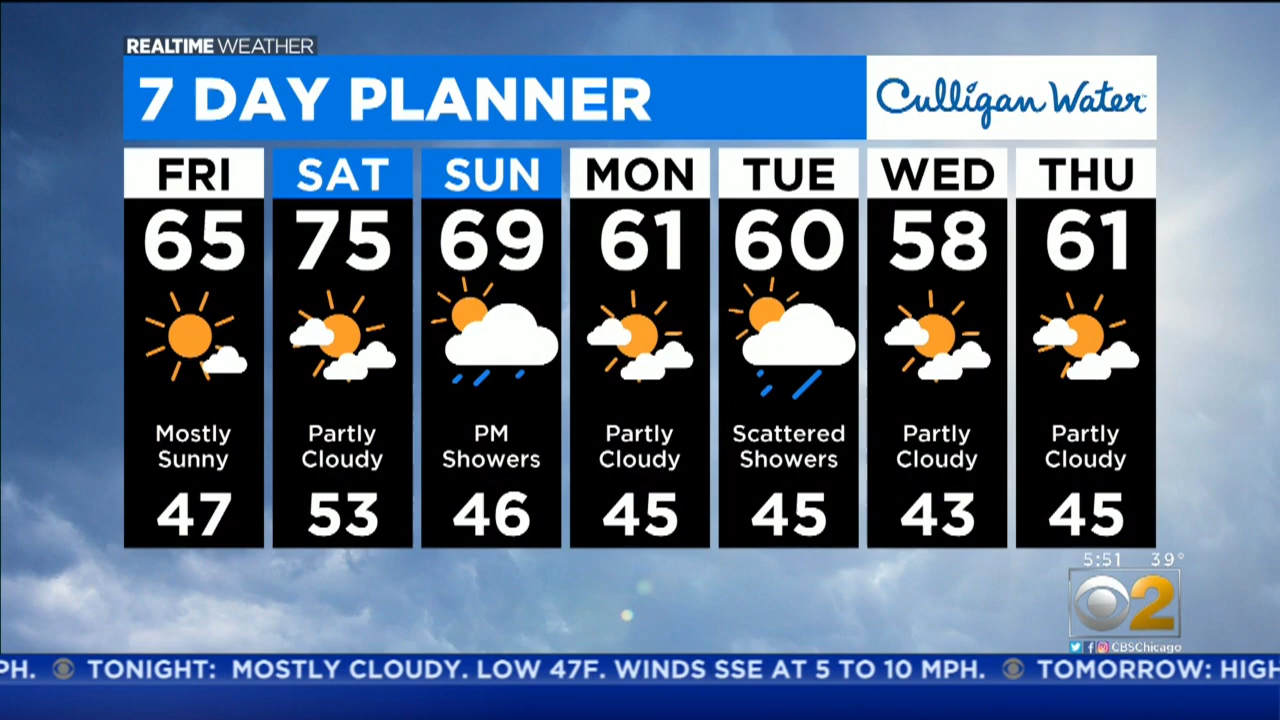 REALTIME WEATHER
7 DAY PLANNER
Culligan Water™
FRI SAT SUN MON TUE WED THU
65 75 69 61 60 58 61
Mostly Partly PM Partly Scattered Partly Partly
Sunny Cloudy Showers Cloudy Showers Cloudy Cloudy
47 53 46 45 45 43 45
5:51 39°
2
CBSChicago
PH. TONIGHT: MOSTLY CLOUDY. LOW 47F. WINDS SSE AT 5 TO 10 MPH. TOMORROW: HIGH